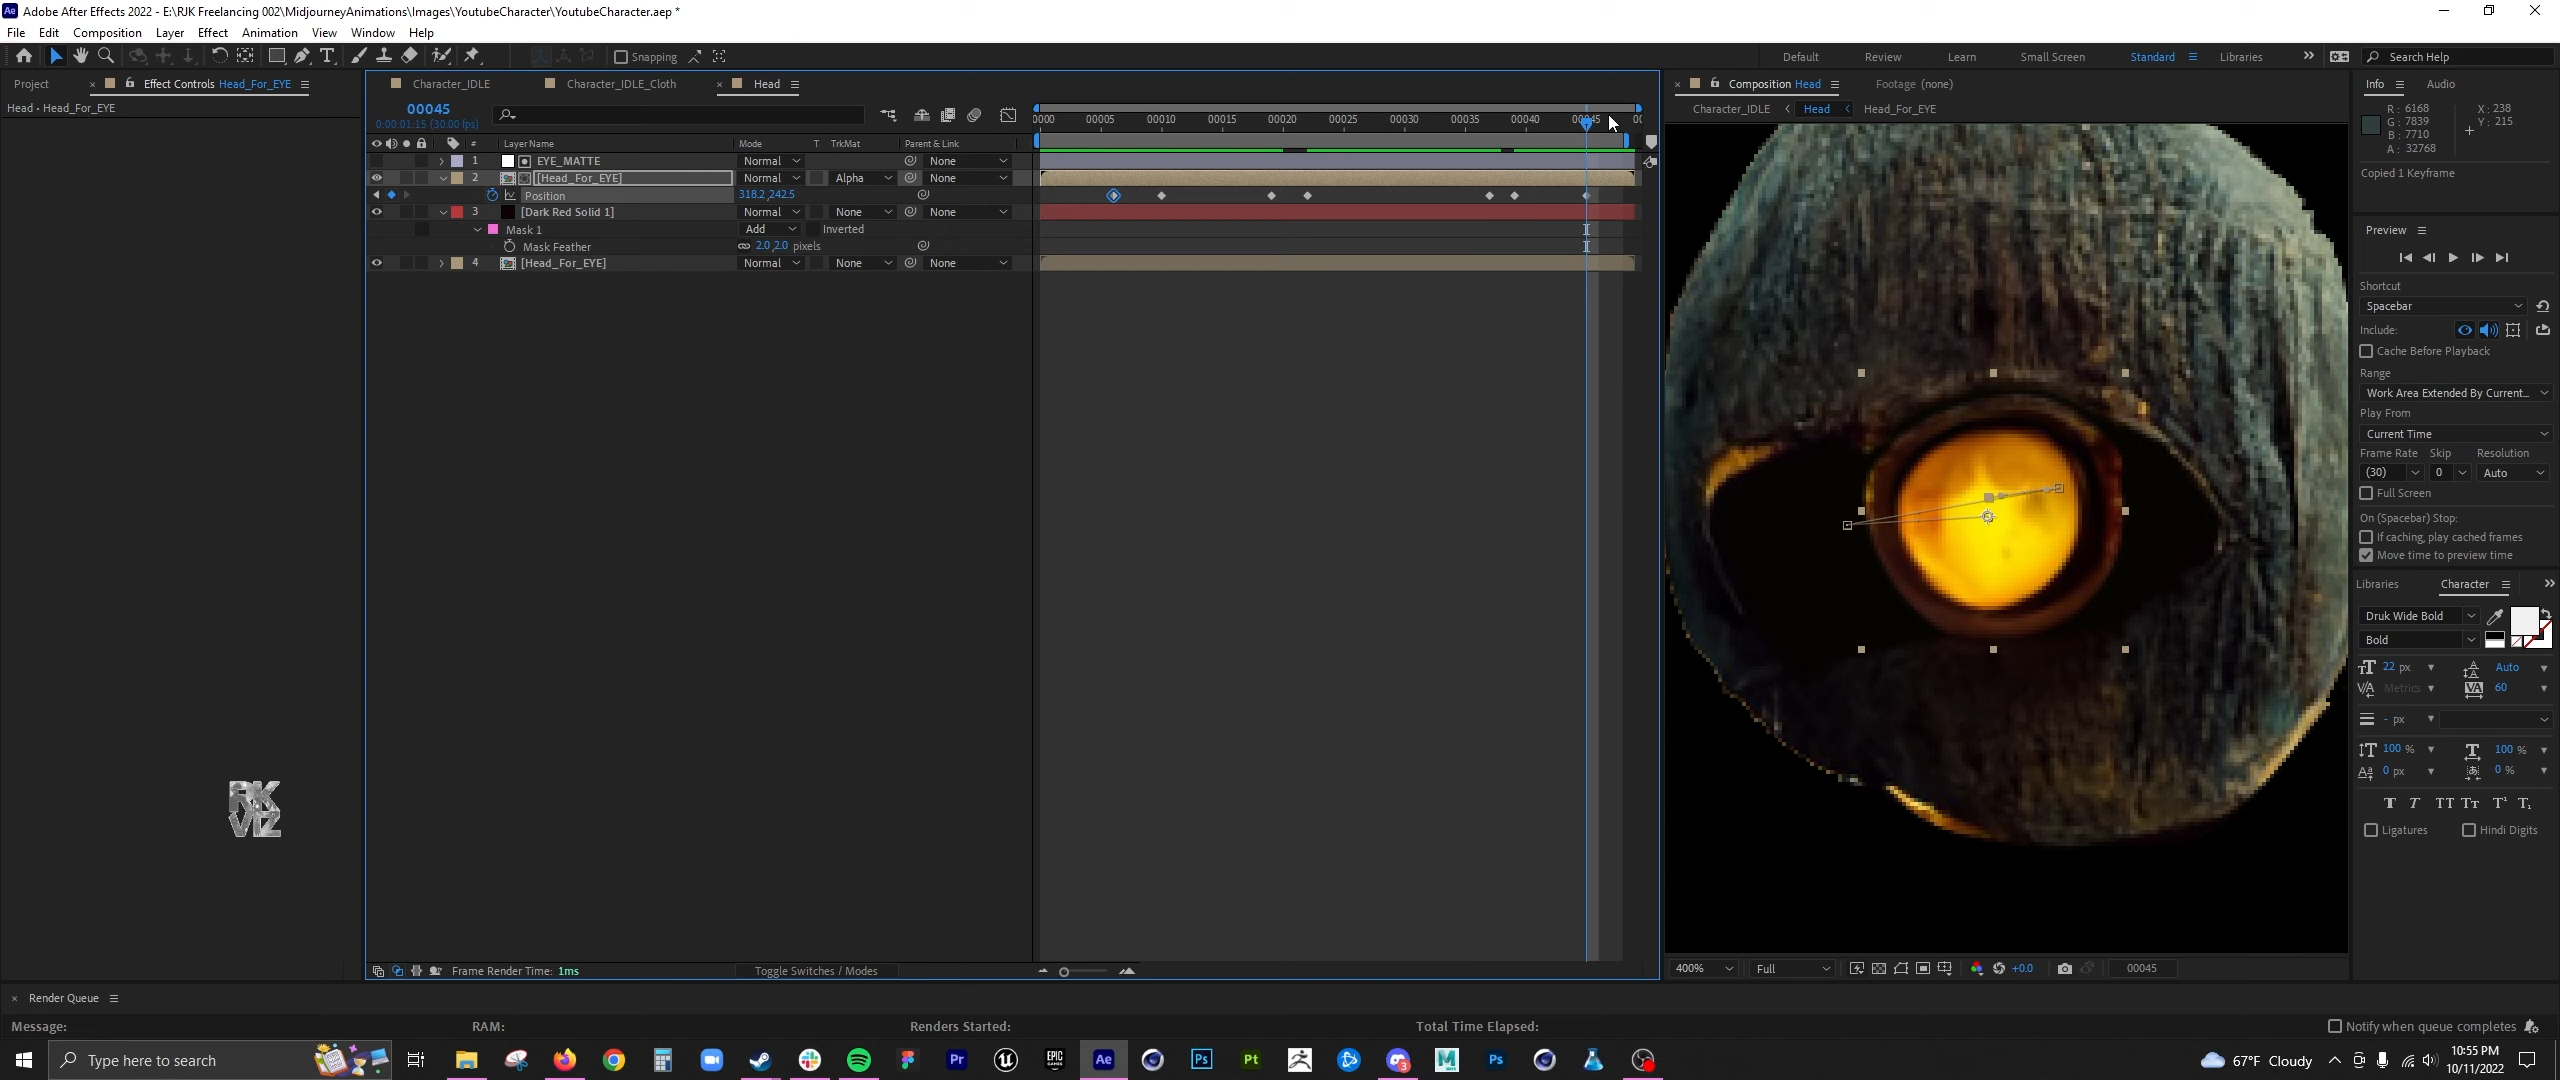 Adobe After Effects 2022 - E:\RJK Freelancing 002\MidjourneyAnimations\Images\YoutubeCharacter\YoutubeCharacter.aep *
File Edit Composition Layer Effect Animation View Window Help
Snapping
Default Review Learn Small Screen Standard Libraries Search Help
Project Effect Controls Head_For_EYE
Head • Head_For_EYE
Character_IDLE Character_IDLE_Cloth Head
00045
0:00:01:15 (30.00 fps)
0000 00005 00010 00015 00020 00025 00030 00035 00040 00045
# Layer Name Mode T TrkMat Parent & Link
1 EYE_MATTE Normal None
2 [Head_For_EYE] Normal Alpha None
Position 318.2,242.5
3 [Dark Red Solid 1] Normal None None
Mask 1 Add Inverted
Mask Feather 2.0,2.0 pixels
4 [Head_For_EYE] Normal None None
Frame Render Time: 1ms Toggle Switches / Modes
Composition Head Footage (none)
Character_IDLE Head Head_For_EYE
400% Full +0.0 00045
Info Audio
R: 6168 X: 238
G: 7839 Y: 215
B: 7710
A: 32768
Copied 1 Keyframe
Preview
Shortcut
Spacebar
Include:
Cache Before Playback
Range
Work Area Extended By Current...
Play From
Current Time
Frame Rate Skip Resolution
(30) 0 Auto
Full Screen
On (Spacebar) Stop:
If caching, play cached frames
Move time to preview time
Libraries Character
Druk Wide Bold
Bold
22 px Auto
Metrics 60
- px
100 % 100 %
0 px 0 %
Ligatures Hindi Digits
RK
VIZ
Render Queue
Message: RAM: Renders Started: Total Time Elapsed: Notify when queue completes
Type here to search
67°F Cloudy
10:55 PM
10/11/2022